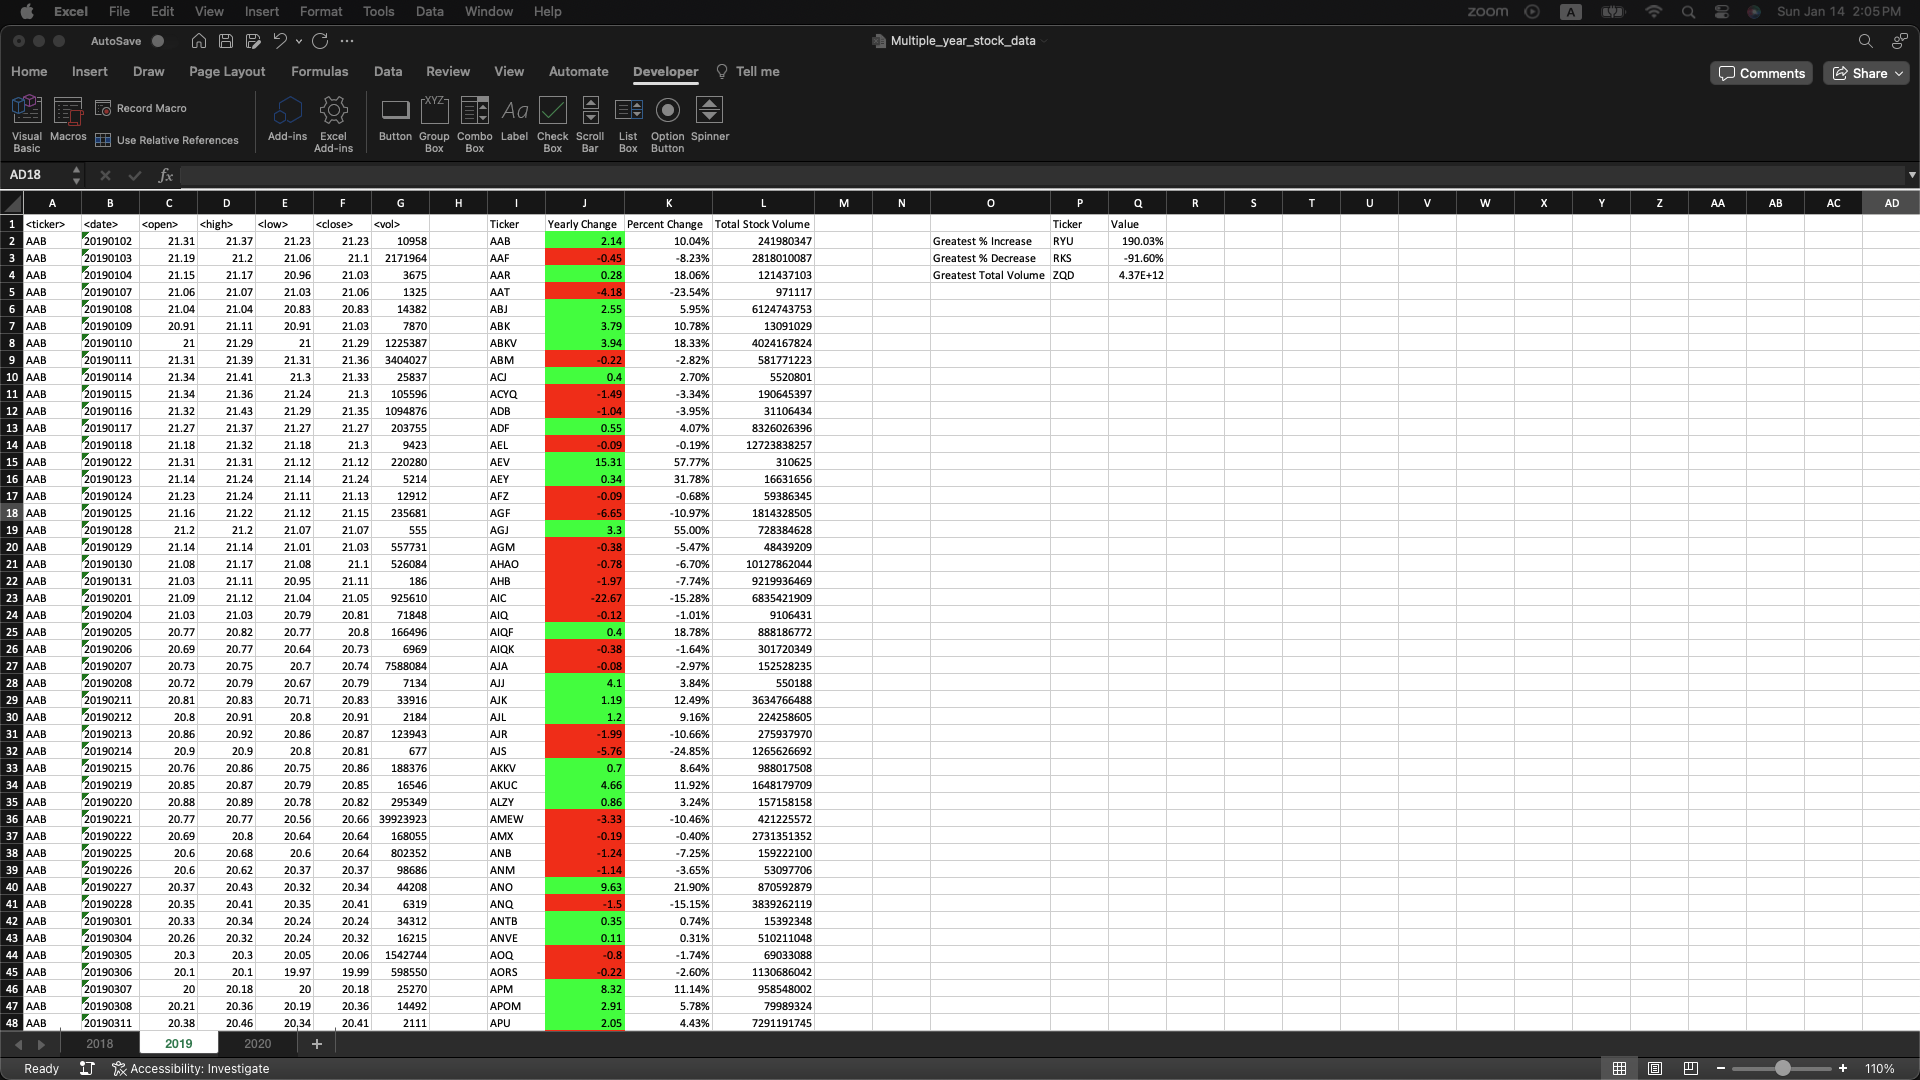 Excel File Edit View Insert Format Tools Data Window Help zoom A Sun Jan 14 2:05 PM
AutoSave Multiple_year_stock_data
Home Insert Draw Page Layout Formulas Data Review View Automate Developer Tell me Comments Share
Visual Basic Macros Record Macro Use Relative References Add-ins Excel Add-ins Button Group Box Combo Box Label Check Box Scroll Bar List Box Option Button Spinner
AD18 fx
A B C D E F G H I J K L M N O P Q R S T U V W X Y Z AA AB AC AD
1 <ticker> <date> <open> <high> <low> <close> <vol> Ticker Yearly Change Percent Change Total Stock Volume Ticker Value
2 AAB 20190102 21.31 21.37 21.23 21.23 10958 AAB 2.14 10.04% 241980347 Greatest % Increase RYU 190.03%
3 AAB 20190103 21.19 21.2 21.06 21.1 2171964 AAF -0.45 -8.23% 2818010087 Greatest % Decrease RKS -91.60%
4 AAB 20190104 21.15 21.17 20.96 21.03 3675 AAR 0.28 18.06% 121437103 Greatest Total Volume ZQD 4.37E+12
5 AAB 20190107 21.06 21.07 21.03 21.06 1325 AAT -4.18 -23.54% 971117
6 AAB 20190108 21.04 21.04 20.83 20.83 14382 ABJ 2.55 5.95% 6124743753
7 AAB 20190109 20.91 21.11 20.91 21.03 7870 ABK 3.79 10.78% 13091029
8 AAB 20190110 21 21.29 21 21.29 1225387 ABKV 3.94 18.33% 4024167824
9 AAB 20190111 21.31 21.39 21.31 21.36 3404027 ABM -0.22 -2.82% 581771223
10 AAB 20190114 21.34 21.41 21.3 21.33 25837 ACJ 0.4 2.70% 5520801
11 AAB 20190115 21.34 21.36 21.24 21.3 105596 ACYQ -1.49 -3.34% 190645397
12 AAB 20190116 21.32 21.43 21.29 21.35 1094876 ADB -1.04 -3.95% 31106434
13 AAB 20190117 21.27 21.37 21.27 21.27 203755 ADF 0.55 4.07% 8326026396
14 AAB 20190118 21.18 21.32 21.18 21.3 9423 AEL -0.09 -0.19% 12723838257
15 AAB 20190122 21.31 21.31 21.12 21.12 220280 AEV 15.31 57.77% 310625
16 AAB 20190123 21.14 21.24 21.14 21.24 5214 AEY 0.34 31.78% 16631656
17 AAB 20190124 21.23 21.24 21.11 21.13 12912 AFZ -0.09 -0.68% 59386345
18 AAB 20190125 21.16 21.22 21.12 21.15 235681 AGF -6.65 -10.97% 1814328505
19 AAB 20190128 21.2 21.2 21.07 21.07 555 AGJ 3.3 55.00% 728384628
20 AAB 20190129 21.14 21.14 21.01 21.03 557731 AGM -0.38 -5.47% 48439209
21 AAB 20190130 21.08 21.17 21.08 21.1 526084 AHAO -0.78 -6.70% 10127862044
22 AAB 20190131 21.03 21.11 20.95 21.11 186 AHB -1.97 -7.74% 9219936469
23 AAB 20190201 21.09 21.12 21.04 21.05 925610 AIC -22.67 -15.28% 6835421909
24 AAB 20190204 21.03 21.03 20.79 20.81 71848 AIQ -0.12 -1.01% 9106431
25 AAB 20190205 20.77 20.82 20.77 20.8 166496 AIQF 0.4 18.78% 888186772
26 AAB 20190206 20.69 20.77 20.64 20.73 6969 AIQK -0.38 -1.64% 301720349
27 AAB 20190207 20.73 20.75 20.7 20.74 7588084 AJA -0.08 -2.97% 152528235
28 AAB 20190208 20.72 20.79 20.67 20.79 7134 AJJ 4.1 3.84% 550188
29 AAB 20190211 20.81 20.83 20.71 20.83 33916 AJK 1.19 12.49% 3634766488
30 AAB 20190212 20.8 20.91 20.8 20.91 2184 AJL 1.2 9.16% 224258605
31 AAB 20190213 20.86 20.92 20.86 20.87 123943 AJR -1.99 -10.66% 275937970
32 AAB 20190214 20.9 20.9 20.8 20.81 677 AJS -5.76 -24.85% 1265626692
33 AAB 20190215 20.76 20.86 20.75 20.86 188376 AKKV 0.7 8.64% 988017508
34 AAB 20190219 20.85 20.87 20.79 20.85 16546 AKUC 4.66 11.92% 1648179709
35 AAB 20190220 20.88 20.89 20.78 20.82 295349 ALZY 0.86 3.24% 157158158
36 AAB 20190221 20.77 20.77 20.56 20.66 39923923 AMEW -3.33 -10.46% 421225572
37 AAB 20190222 20.69 20.8 20.64 20.64 168055 AMX -0.19 -0.40% 2731351352
38 AAB 20190225 20.6 20.68 20.6 20.64 802352 ANB -1.24 -7.25% 159222100
39 AAB 20190226 20.6 20.62 20.37 20.37 98686 ANM -1.14 -3.65% 53097706
40 AAB 20190227 20.37 20.43 20.32 20.34 44208 ANO 9.63 21.90% 870592879
41 AAB 20190228 20.35 20.41 20.35 20.41 6319 ANQ -1.5 -15.15% 3839262119
42 AAB 20190301 20.33 20.34 20.24 20.24 34312 ANTB 0.35 0.74% 15392348
43 AAB 20190304 20.26 20.32 20.24 20.32 16215 ANVE 0.11 0.31% 510211048
44 AAB 20190305 20.3 20.3 20.05 20.06 1542744 AOQ -0.8 -1.74% 69033088
45 AAB 20190306 20.1 20.1 19.97 19.99 598550 AORS -0.22 -2.60% 1130686042
46 AAB 20190307 20 20.18 20 20.18 25270 APM 8.32 11.14% 958548002
47 AAB 20190308 20.21 20.36 20.19 20.36 14492 APOM 2.91 5.78% 79989324
48 AAB 20190311 20.38 20.46 20.34 20.41 2111 APU 2.05 4.43% 7291191745
2018 2019 2020 +
Ready Accessibility: Investigate 110%